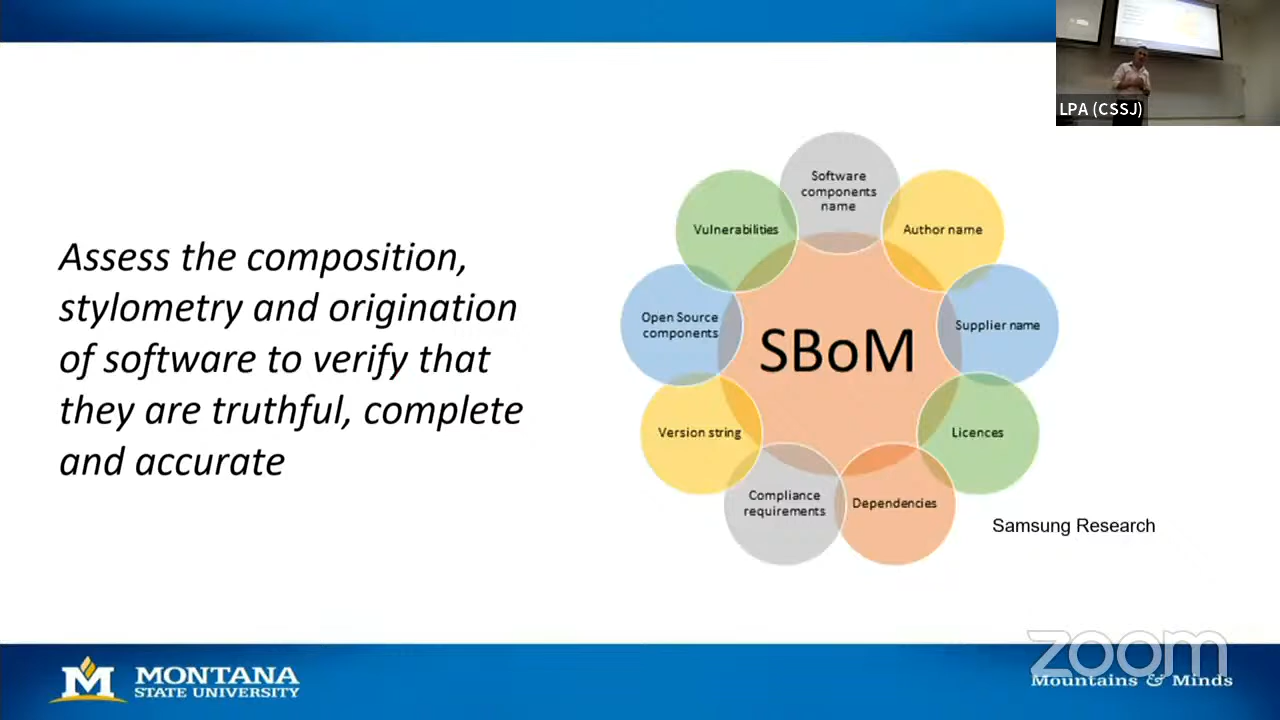 LPA (CSSJ)
Assess the composition,
stylometry and origination
of software to verify that
they are truthful, complete
and accurate
Software
components
name
Author name
Supplier name
Licences
Dependencies
Compliance
requirements
Version string
Open Source
components
Vulnerabilities
SBoM
Samsung Research
M
MONTANA
STATE UNIVERSITY
zoom
Mountains & Minds